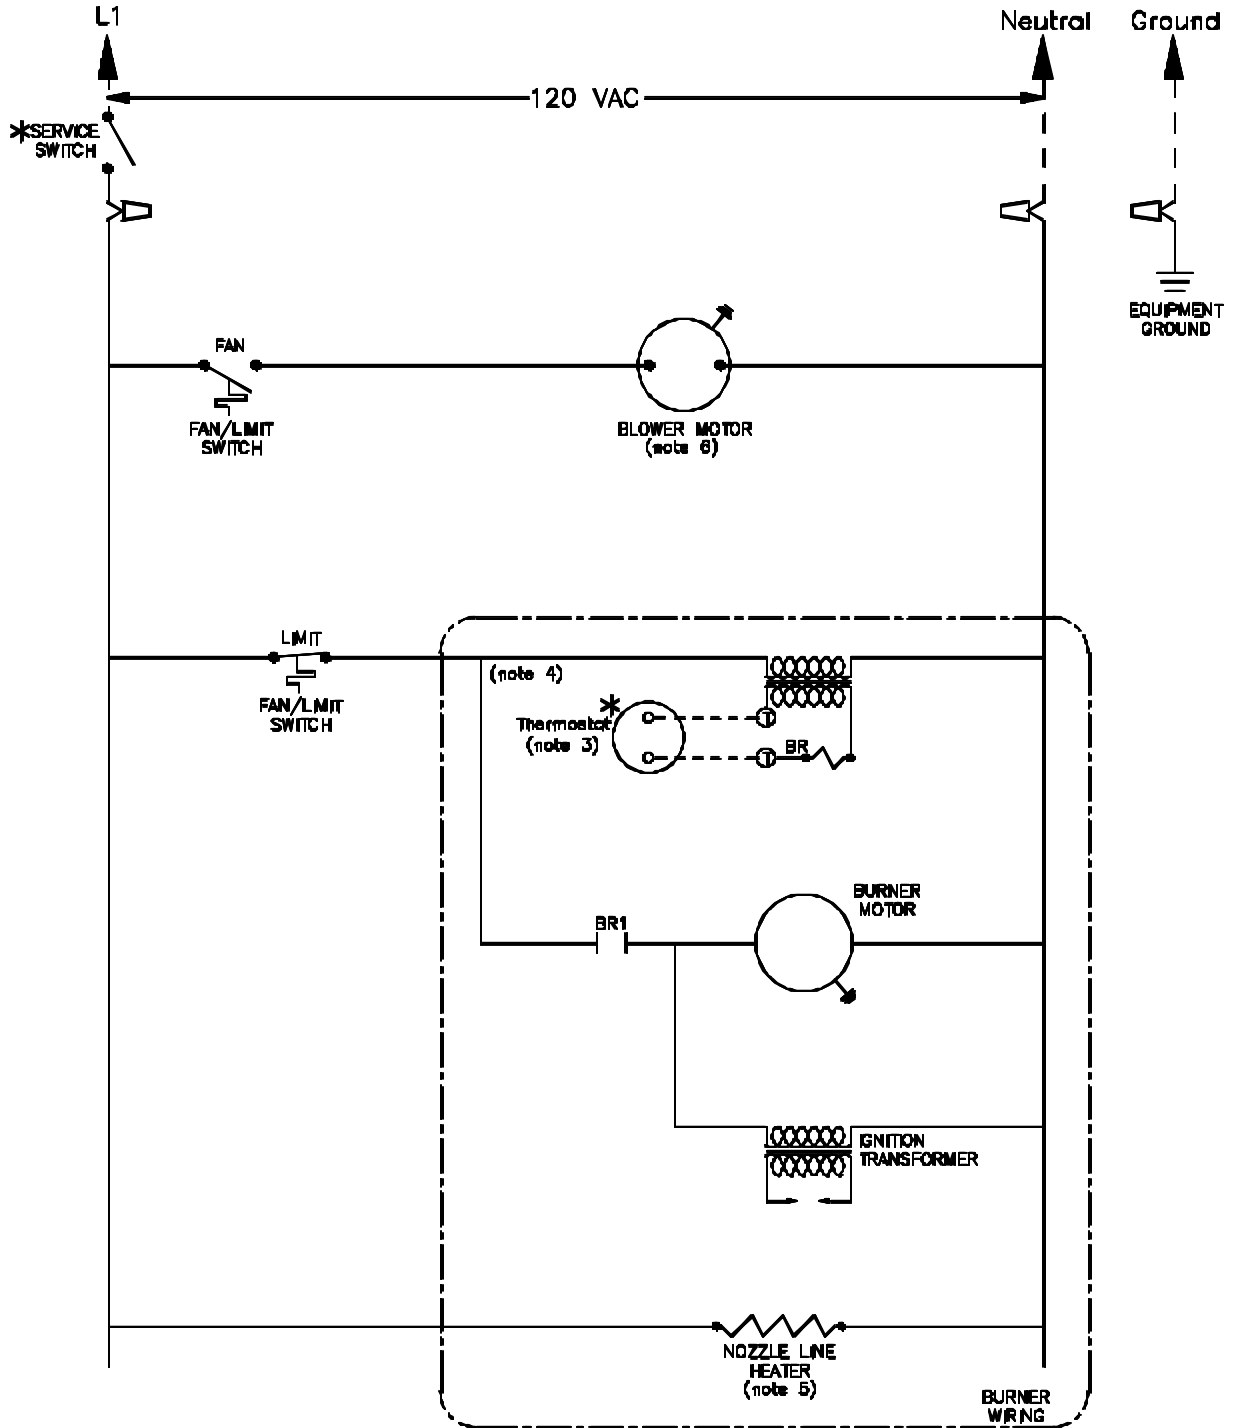 L1
Neutral
Ground
120 VAC
*SERVICE
SWITCH
EQUIPMENT
GROUND
FAN
FAN/LIMIT
SWITCH
BLOWER MOTOR
(note 6)
LIMIT
FAN/LIMIT
SWITCH
(note 4)
*
Thermostat
(note 3)
T
T
BR
BURNER
MOTOR
BR1
IGNITION
TRANSFORMER
NOZZLE LINE
HEATER
(note 5)
BURNER
WIRING